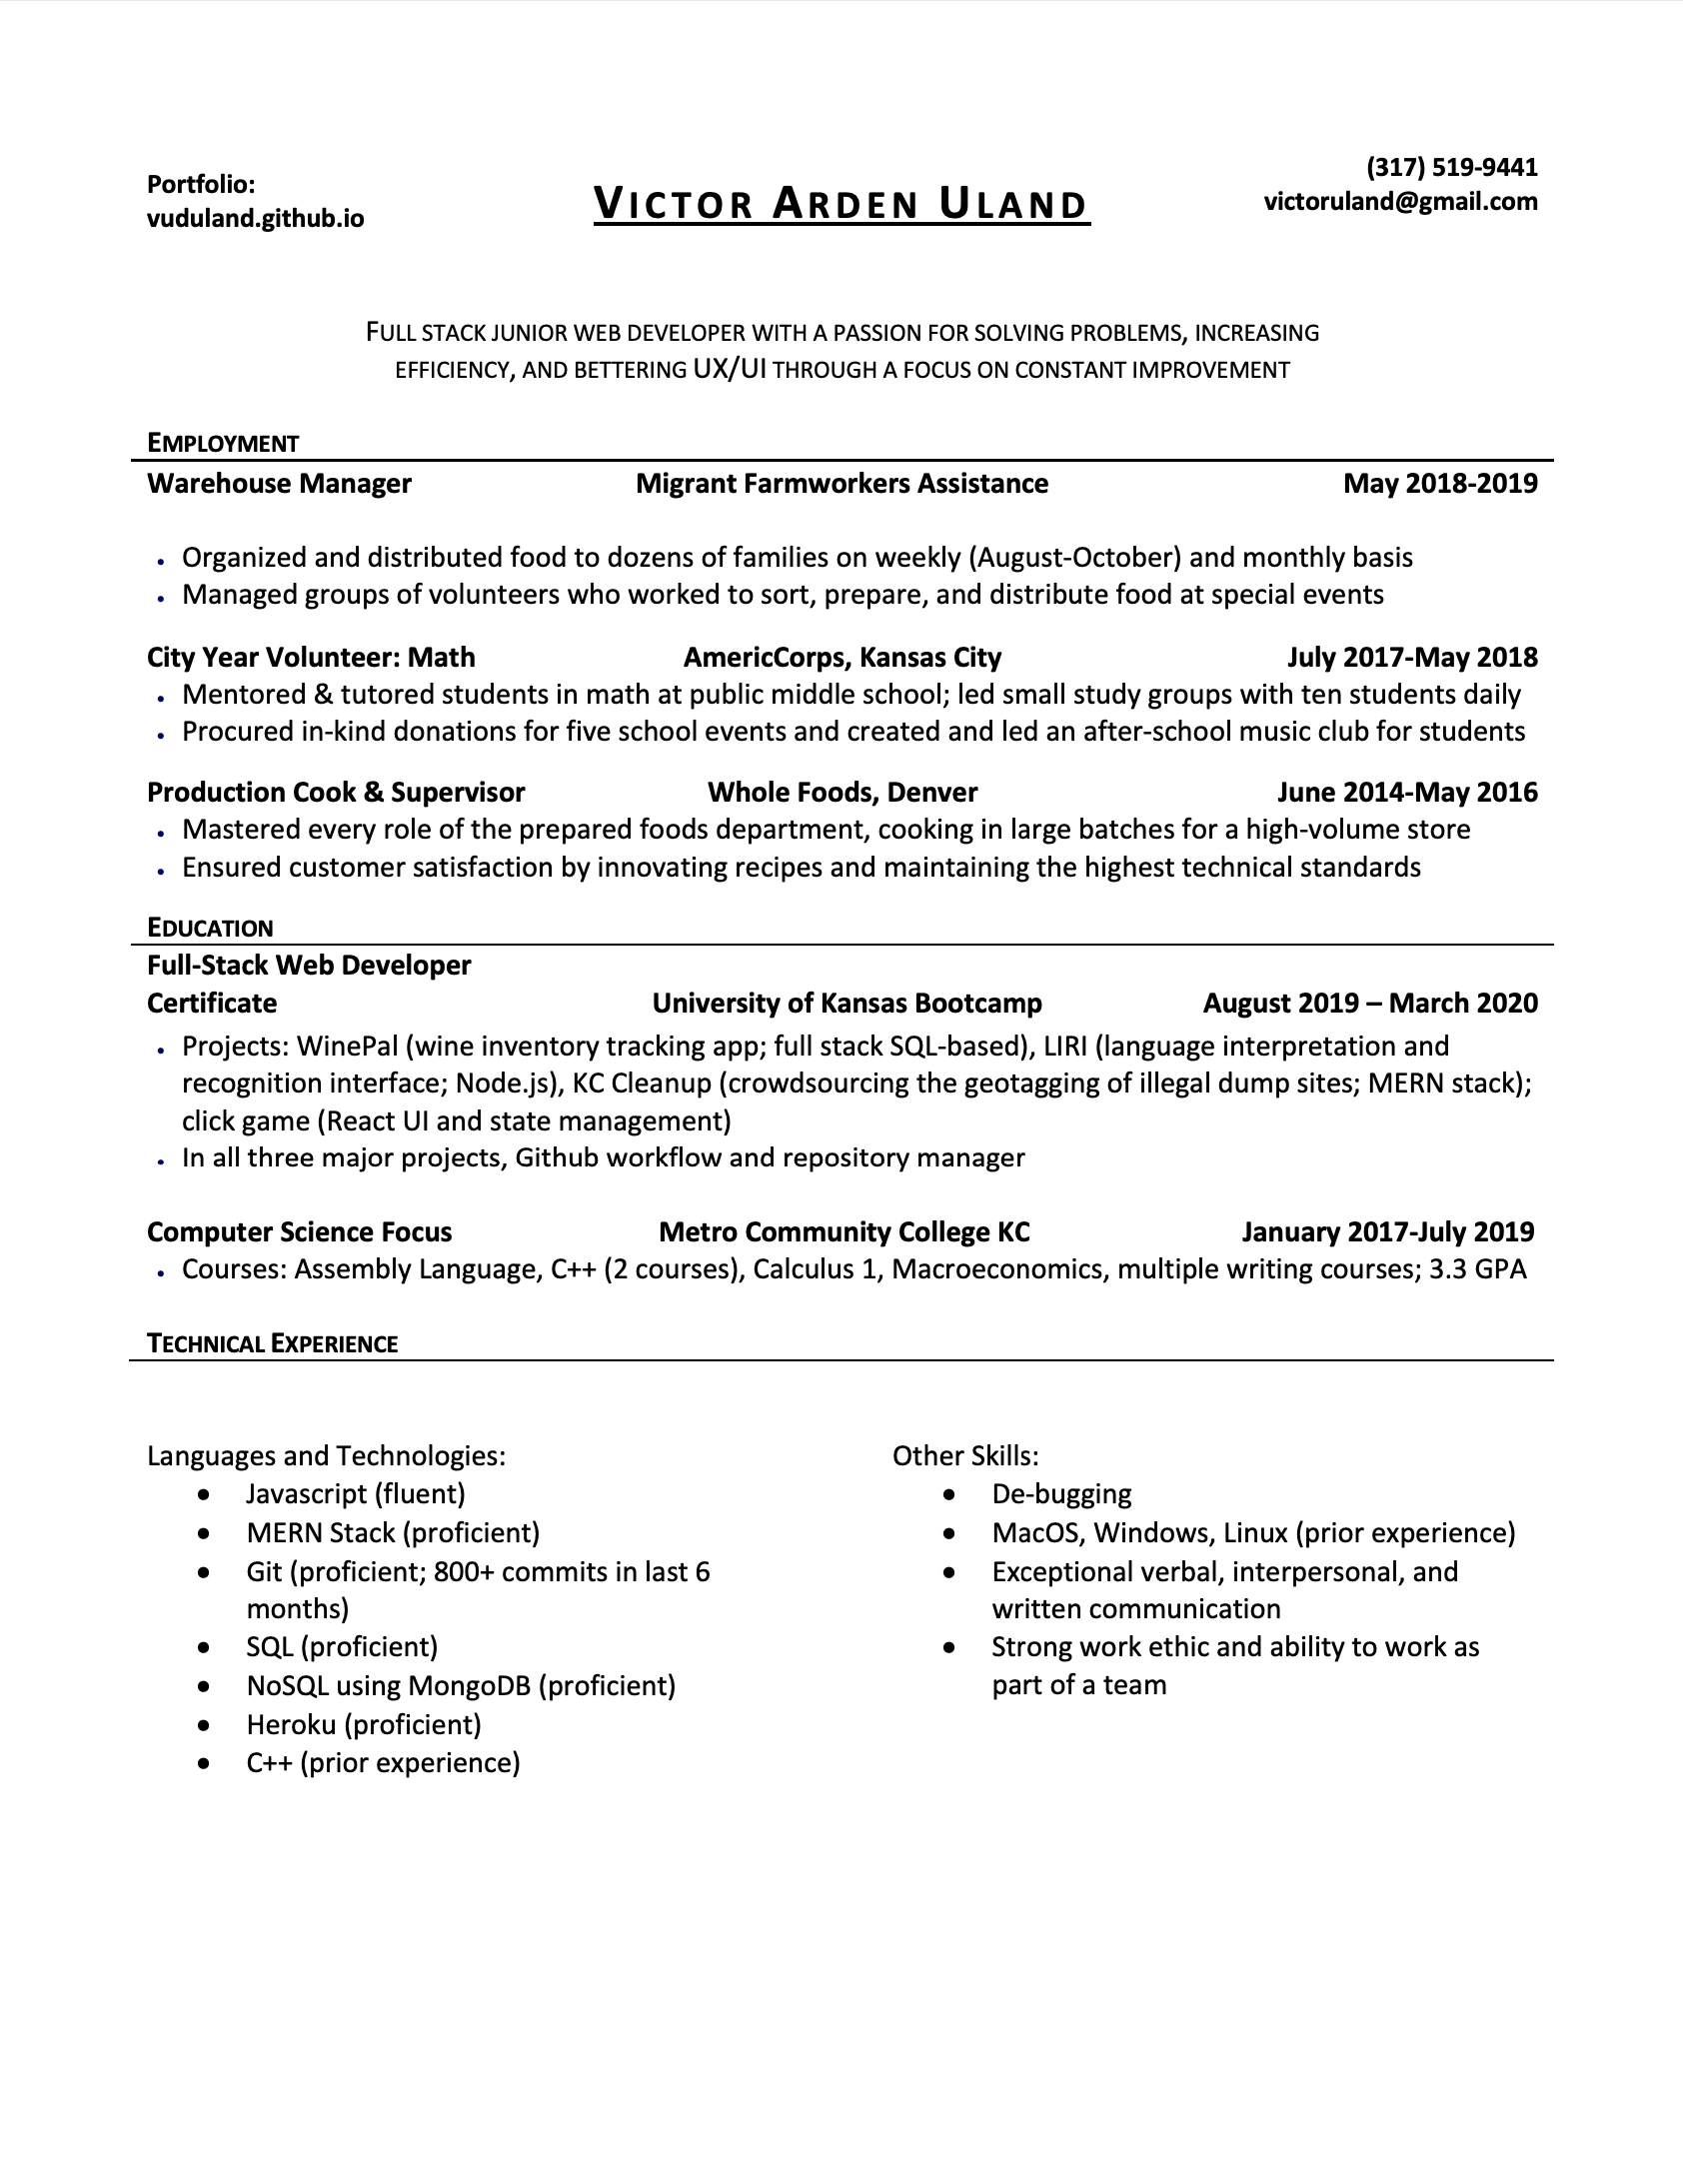 Portfolio:
vuduland.github.io
VICTOR ARDEN ULAND
(317) 519-9441
victoruland@gmail.com
FULL STACK JUNIOR WEB DEVELOPER WITH A PASSION FOR SOLVING PROBLEMS, INCREASING
EFFICIENCY, AND BETTERING UX/UI THROUGH A FOCUS ON CONSTANT IMPROVEMENT
EMPLOYMENT
Warehouse Manager Migrant Farmworkers Assistance May 2018-2019
• Organized and distributed food to dozens of families on weekly (August-October) and monthly basis
• Managed groups of volunteers who worked to sort, prepare, and distribute food at special events
City Year Volunteer: Math AmericCorps, Kansas City July 2017-May 2018
• Mentored & tutored students in math at public middle school; led small study groups with ten students daily
• Procured in-kind donations for five school events and created and led an after-school music club for students
Production Cook & Supervisor Whole Foods, Denver June 2014-May 2016
• Mastered every role of the prepared foods department, cooking in large batches for a high-volume store
• Ensured customer satisfaction by innovating recipes and maintaining the highest technical standards
EDUCATION
Full-Stack Web Developer
Certificate University of Kansas Bootcamp August 2019 – March 2020
• Projects: WinePal (wine inventory tracking app; full stack SQL-based), LIRI (language interpretation and
recognition interface; Node.js), KC Cleanup (crowdsourcing the geotagging of illegal dump sites; MERN stack);
click game (React UI and state management)
• In all three major projects, Github workflow and repository manager
Computer Science Focus Metro Community College KC January 2017-July 2019
• Courses: Assembly Language, C++ (2 courses), Calculus 1, Macroeconomics, multiple writing courses; 3.3 GPA
TECHNICAL EXPERIENCE
Languages and Technologies:
• Javascript (fluent)
• MERN Stack (proficient)
• Git (proficient; 800+ commits in last 6
months)
• SQL (proficient)
• NoSQL using MongoDB (proficient)
• Heroku (proficient)
• C++ (prior experience)
Other Skills:
• De-bugging
• MacOS, Windows, Linux (prior experience)
• Exceptional verbal, interpersonal, and
written communication
• Strong work ethic and ability to work as
part of a team